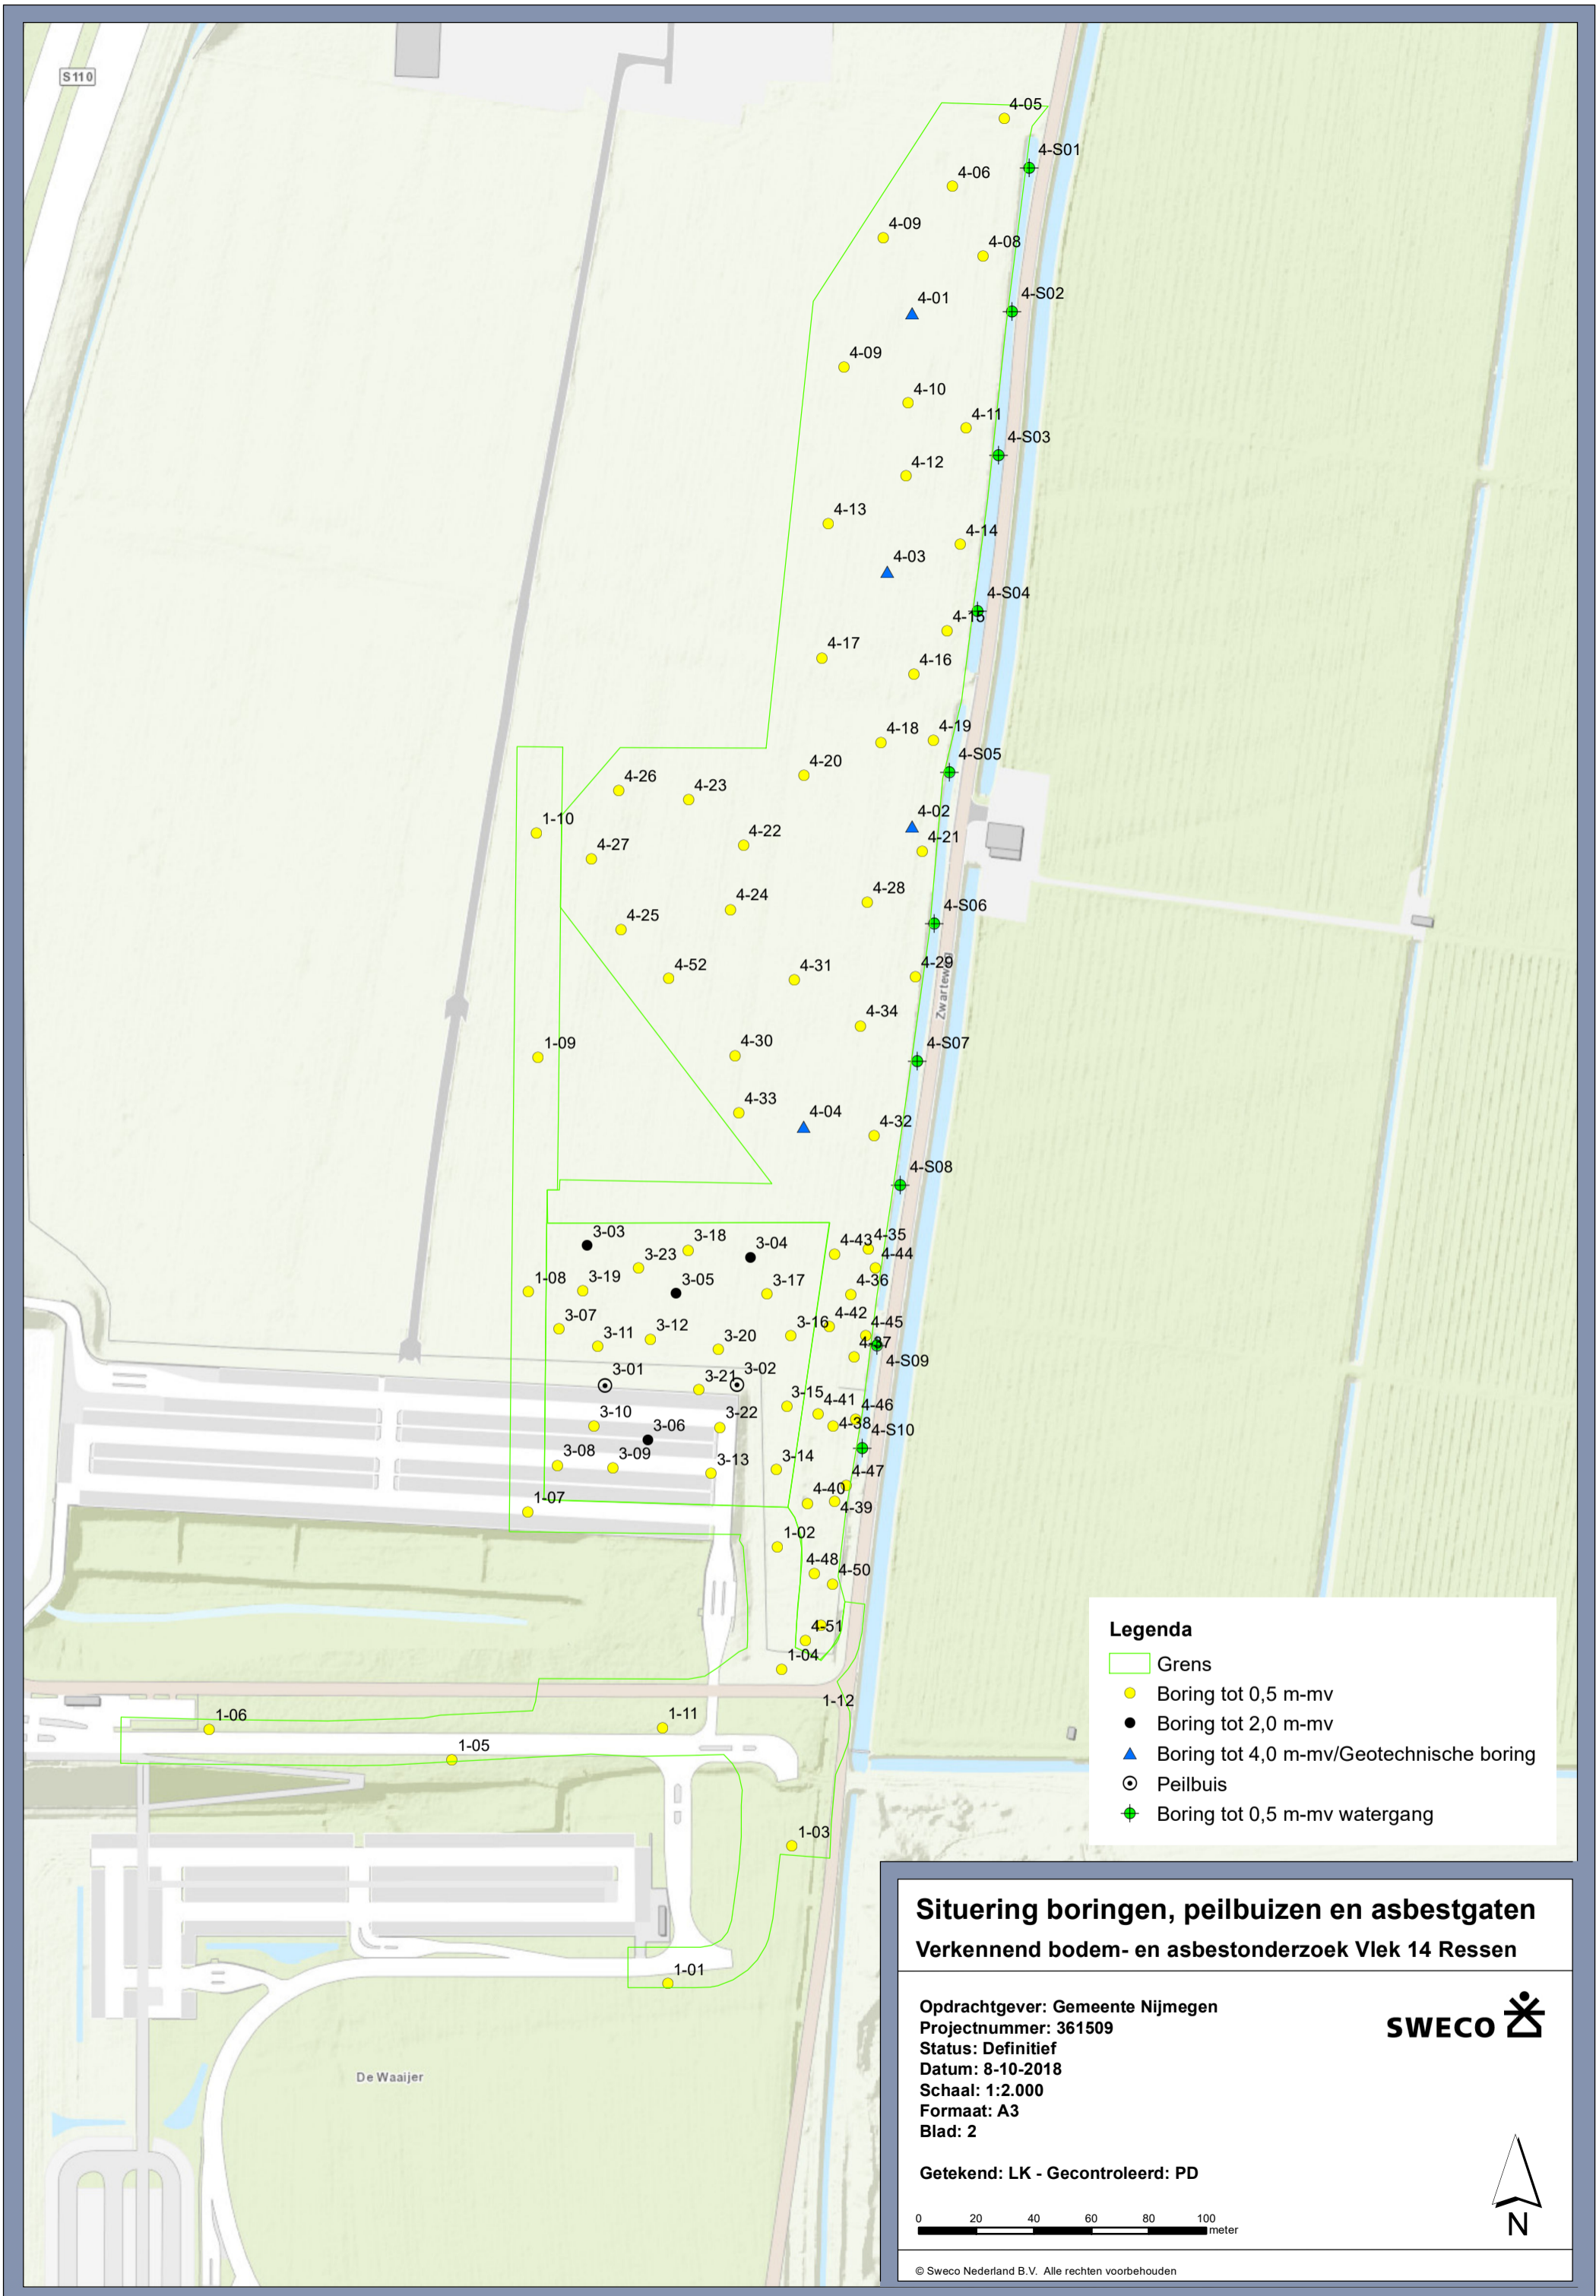 S110
4-05
4-S01
4-06
4-09
4-08
4-S02
4-01
4-09
4-10
4-11
4-S03
4-12
4-13
4-14
4-03
4-S04
4-15
4-17
4-16
4-18
4-19
4-S05
4-20
4-26
4-23
4-02
1-10
4-22
4-21
4-27
4-28
4-24
4-S06
4-25
4-52
4-31
4-29
Zwarteweg
4-34
1-09
4-30
4-S07
4-33
4-04
4-32
4-S08
3-03
3-18
3-04
4-43
4-35
4-44
3-23
1-08
3-19
3-05
3-17
4-36
3-07
3-11
3-12
3-20
3-16
4-42
4-45
4-37
4-S09
3-01
3-21
3-02
3-15
4-41
4-46
3-10
3-06
3-22
4-38
4-S10
3-08
3-09
3-13
3-14
4-47
1-07
4-40
4-39
1-02
4-48
4-50
4-51
1-04
1-12
1-06
1-11
1-05
1-03
1-01
De Waaijer
Legenda
Grens
Boring tot 0,5 m-mv
Boring tot 2,0 m-mv
Boring tot 4,0 m-mv/Geotechnische boring
Peilbuis
Boring tot 0,5 m-mv watergang
Situering boringen, peilbuizen en asbestgaten
Verkennend bodem- en asbestonderzoek Vlek 14 Ressen
Opdrachtgever: Gemeente Nijmegen
Projectnummer: 361509
Status: Definitief
Datum: 8-10-2018
Schaal: 1:2.000
Formaat: A3
Blad: 2
SWECO
Getekend: LK - Gecontroleerd: PD
0 20 40 60 80 100
meter
N
© Sweco Nederland B.V. Alle rechten voorbehouden